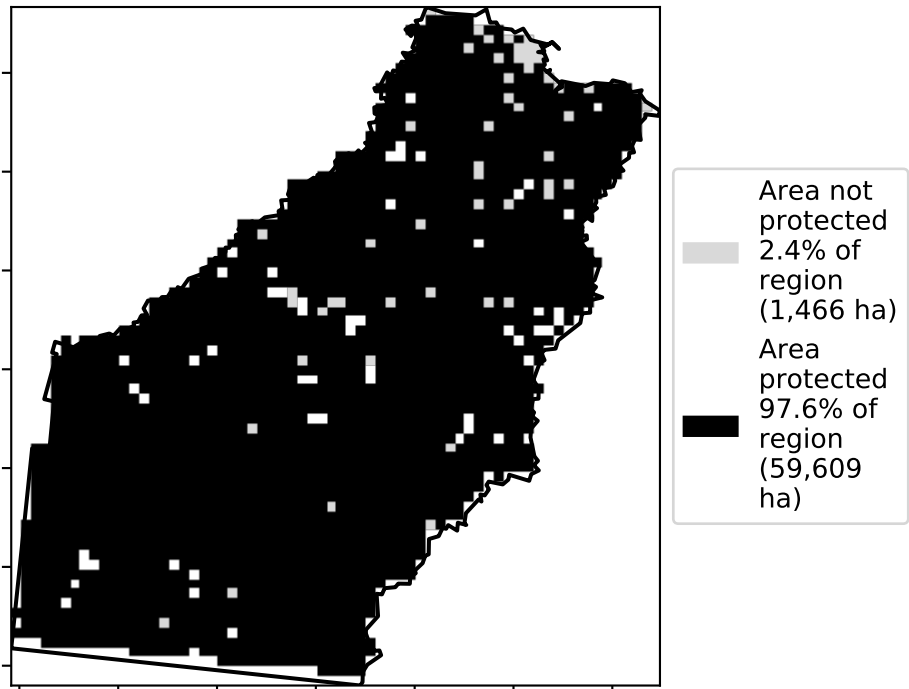 Area not
protected
2.4% of
region
(1,466 ha)
Area
protected
97.6% of
region
(59,609
ha)